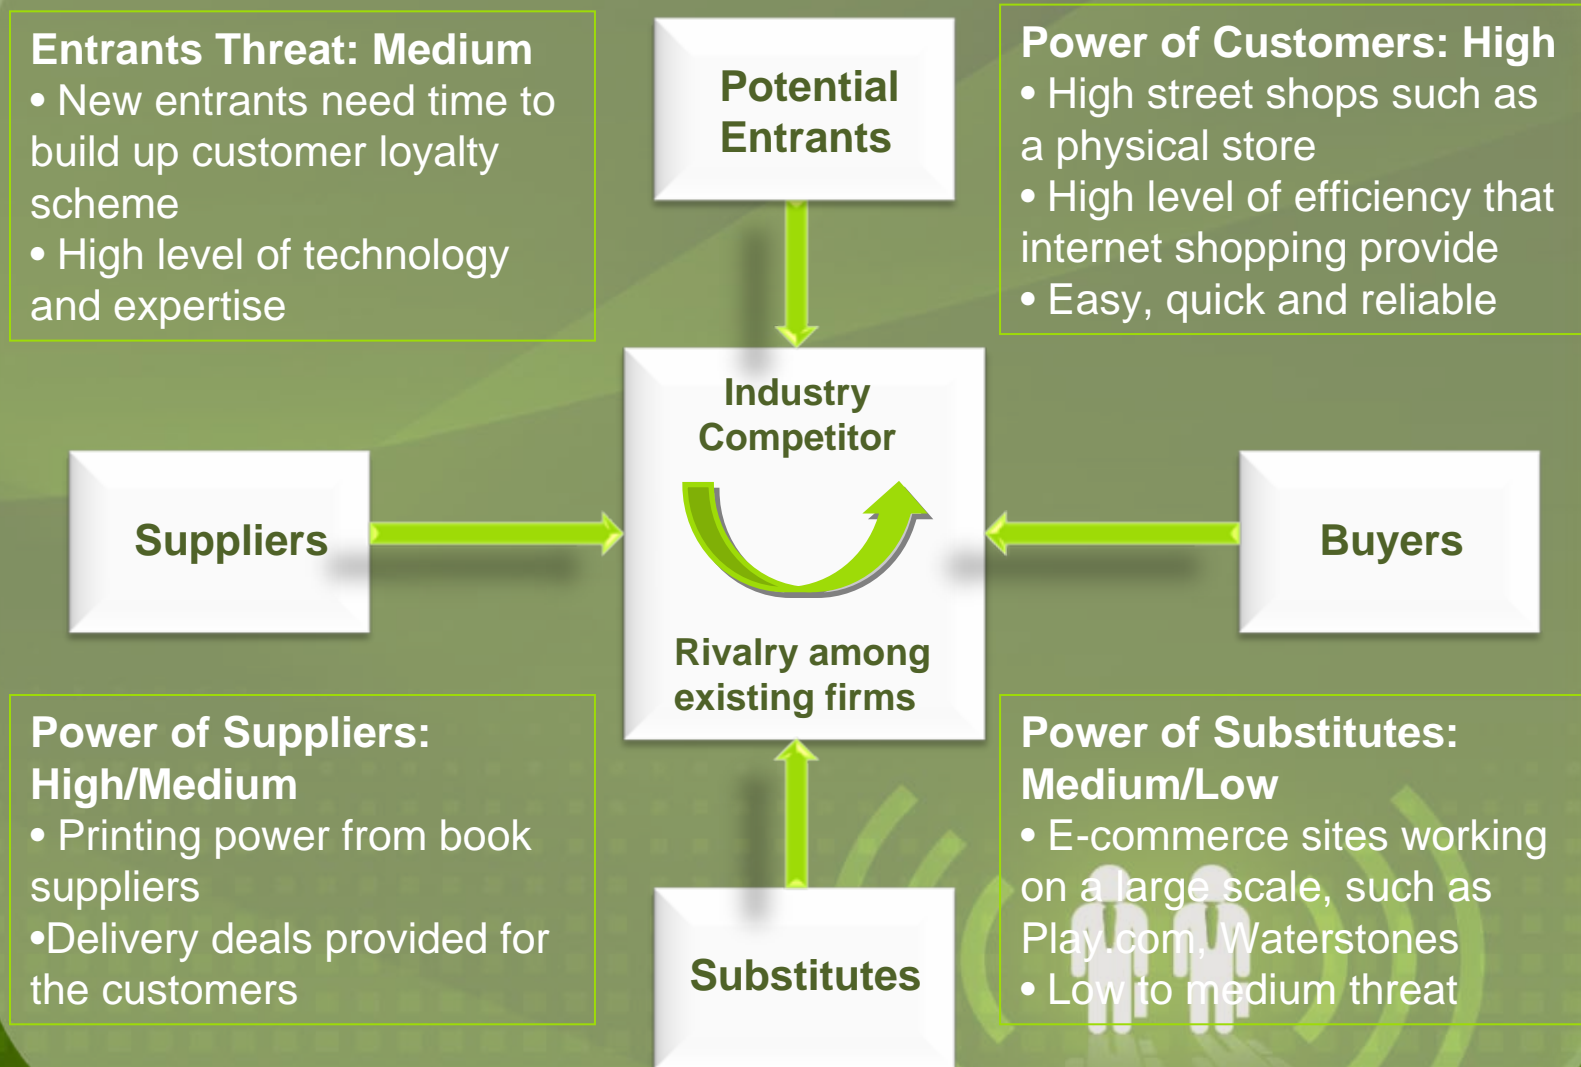 Entrants Threat: Medium
• New entrants need time to
build up customer loyalty
scheme
• High level of technology
and expertise
Potential
Entrants
Power of Customers: High
• High street shops such as
a physical store
• High level of efficiency that
internet shopping provide
• Easy, quick and reliable
Suppliers
Industry
Competitor
Rivalry among
existing firms
Buyers
Power of Suppliers:
High/Medium
• Printing power from book
suppliers
•Delivery deals provided for
the customers
Substitutes
Power of Substitutes:
Medium/Low
• E-commerce sites working
on a large scale, such as
Play.com, Waterstones
• Low to medium threat